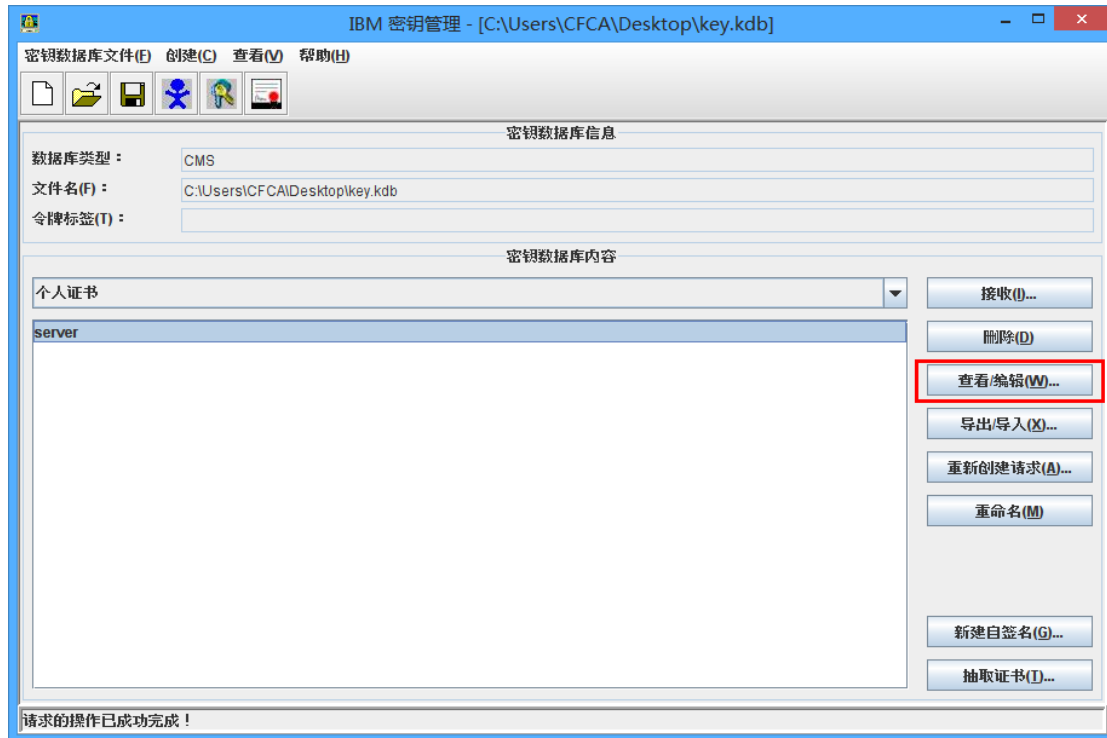 IBM 密钥管理 - [C:\Users\CFCA\Desktop\key.kdb]
密钥数据库文件(F) 创建(C) 查看(V) 帮助(H)
密钥数据库信息
数据库类型： CMS
文件名(F)： C:\Users\CFCA\Desktop\key.kdb
令牌标签(T)：
密钥数据库内容
个人证书
接收(I)...
server
删除(D)
查看/编辑(W)...
导出/导入(X)...
重新创建请求(A)...
重命名(M)
新建自签名(G)...
抽取证书(T)...
请求的操作已成功完成！